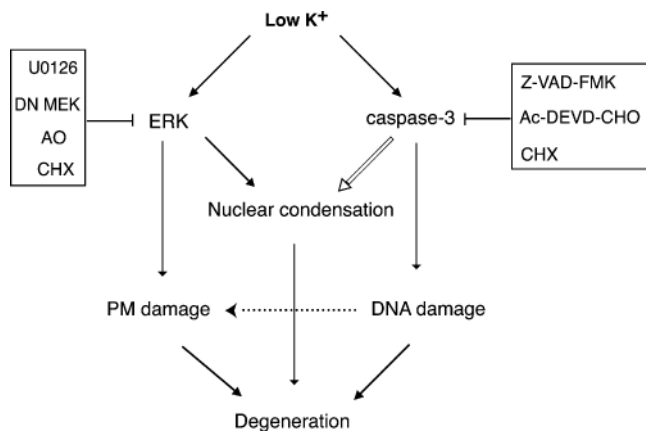 Low K+
U0126
DN MEK
AO
CHX
ERK
caspase-3
Z-VAD-FMK
Ac-DEVD-CHO
CHX
Nuclear condensation
PM damage
DNA damage
Degeneration